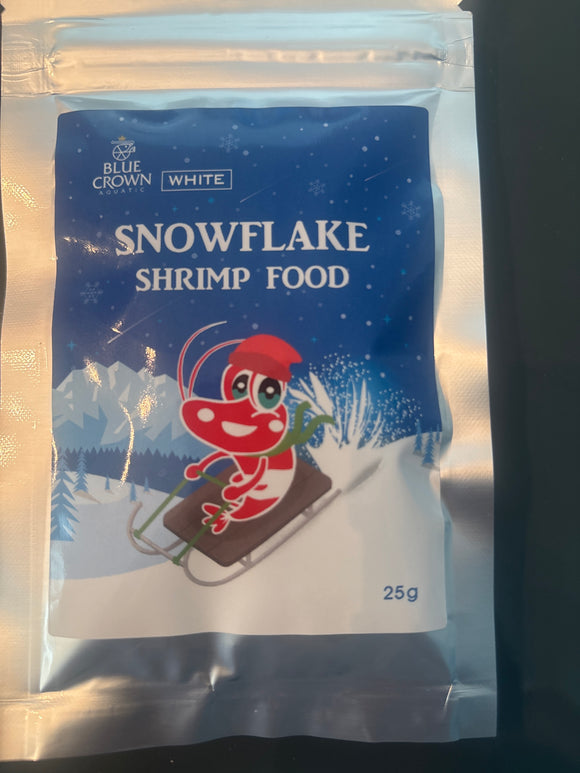 BLUE
CROWN
AQUATIC
WHITE
SNOWFLAKE
SHRIMP FOOD
25g